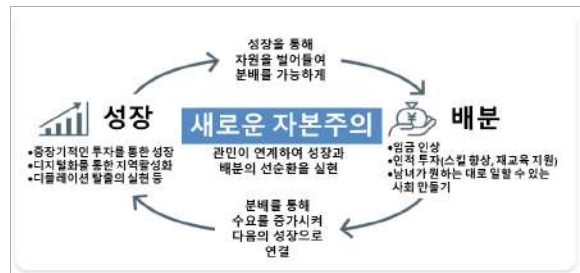 성장을 통해
자원을 벌어들여
분배를 가능하게
성장
•중장기적인 투자를 통한 성장
•디지털화를 통한 지역활성화
•디플레이션 탈출의 실현 등
새로운 자본주의
관민이 연계하여 성장과
배분의 선순환을 실현
¥
배분
•임금 인상
•인적 투자(스킬 향상, 재교육 지원)
•남녀가 원하는 대로 일할 수 있는
사회 만들기
분배를 통해
수요를 증가시켜
다음의 성장으로
연결